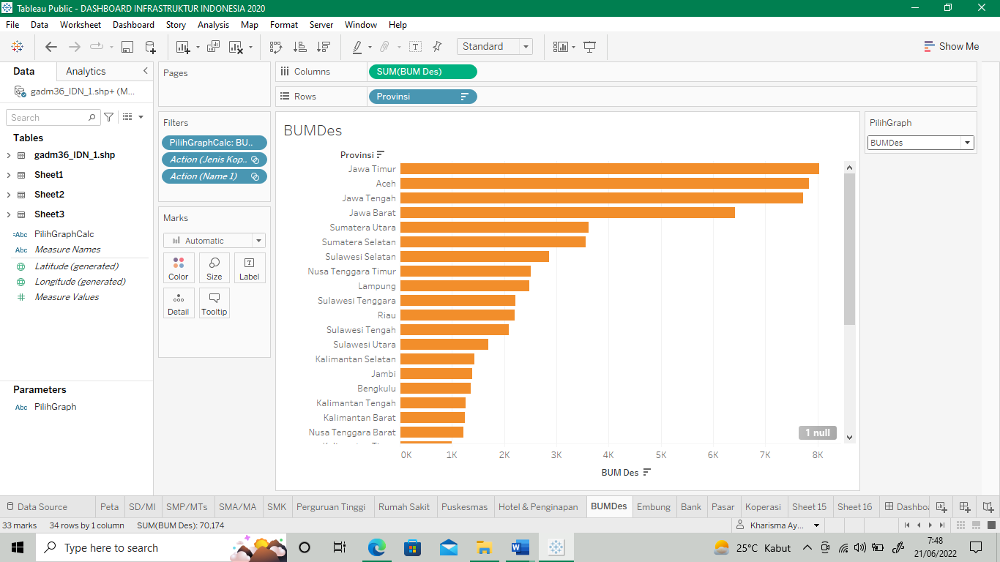 Tableau Public - DASHBOARD INFRASTRUKTUR INDONESIA 2020
File Data Worksheet Dashboard Story Analysis Map Format Server Window Help
Standard
Show Me
Data Analytics
gadm36_IDN_1.shp+ (M...
Search
Tables
gadm36_IDN_1.shp
Sheet1
Sheet2
Sheet3
=Abc PilihGraphCalc
Abc Measure Names
Latitude (generated)
Longitude (generated)
# Measure Values
Parameters
Abc PilihGraph
Pages
Filters
PilihGraphCalc: BU..
Action (Jenis Kop..
Action (Name 1)
Marks
Automatic
Color Size Label
Detail Tooltip
Columns SUM(BUM Des)
Rows Provinsi
BUMDes
Provinsi
Jawa Timur
Aceh
Jawa Tengah
Jawa Barat
Sumatera Utara
Sumatera Selatan
Sulawesi Selatan
Nusa Tenggara Timur
Lampung
Sulawesi Tenggara
Riau
Sulawesi Tengah
Sulawesi Utara
Kalimantan Selatan
Jambi
Bengkulu
Kalimantan Tengah
Kalimantan Barat
Nusa Tenggara Barat
1 null
0K 1K 2K 3K 4K 5K 6K 7K 8K
BUM Des
PilihGraph
BUMDes
Data Source Peta SD/MI SMP/MTs SMA/MA SMK Perguruan Tinggi Rumah Sakit Puskesmas Hotel & Penginapan BUMDes Embung Bank Pasar Koperasi Sheet 15 Sheet 16 Dashboa
33 marks 34 rows by 1 column SUM(BUM Des): 70,174
Kharisma Ay...
Type here to search
25°C Kabut
7:48
21/06/2022